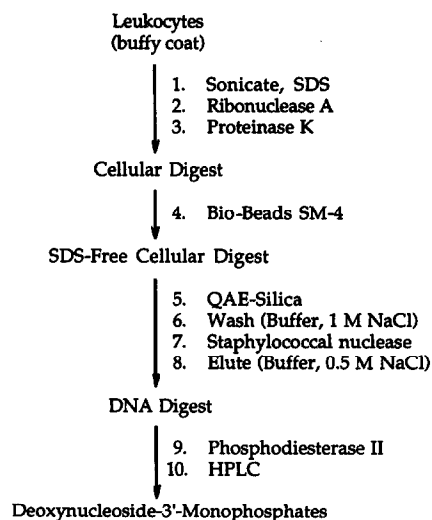 Leukocytes
(buffy coat)
1. Sonicate, SDS
2. Ribonuclease A
3. Proteinase K
Cellular Digest
4. Bio-Beads SM-4
SDS-Free Cellular Digest
5. QAE-Silica
6. Wash (Buffer, 1 M NaCl)
7. Staphylococcal nuclease
8. Elute (Buffer, 0.5 M NaCl)
DNA Digest
9. Phosphodiesterase II
10. HPLC
Deoxynucleoside-3'-Monophosphates